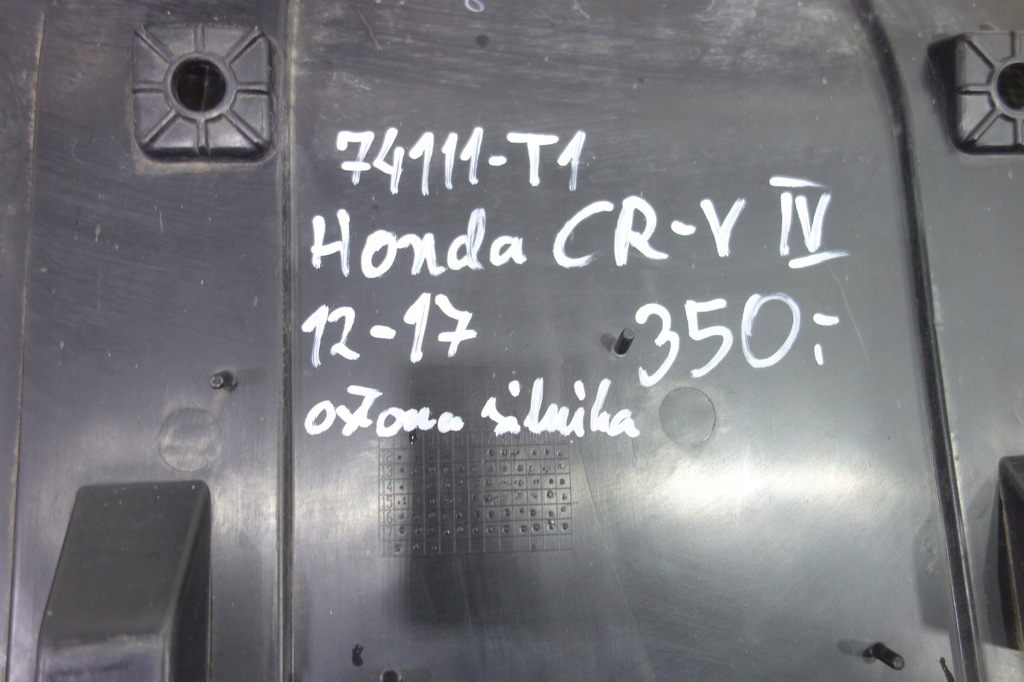 74111-T1
Honda CR-V IV
12-17 350:-
osłona silnika